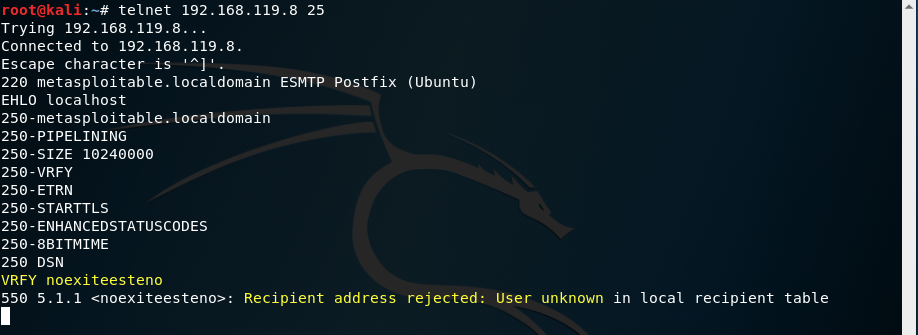 root@kali:~# telnet 192.168.119.8 25
Trying 192.168.119.8...
Connected to 192.168.119.8.
Escape character is '^]'.
220 metasploitable.localdomain ESMTP Postfix (Ubuntu)
EHLO localhost
250-metasploitable.localdomain
250-PIPELINING
250-SIZE 10240000
250-VRFY
250-ETRN
250-STARTTLS
250-ENHANCEDSTATUSCODES
250-8BITMIME
250 DSN
VRFY noexiteesteno
550 5.1.1 <noexiteesteno>: Recipient address rejected: User unknown in local recipient table